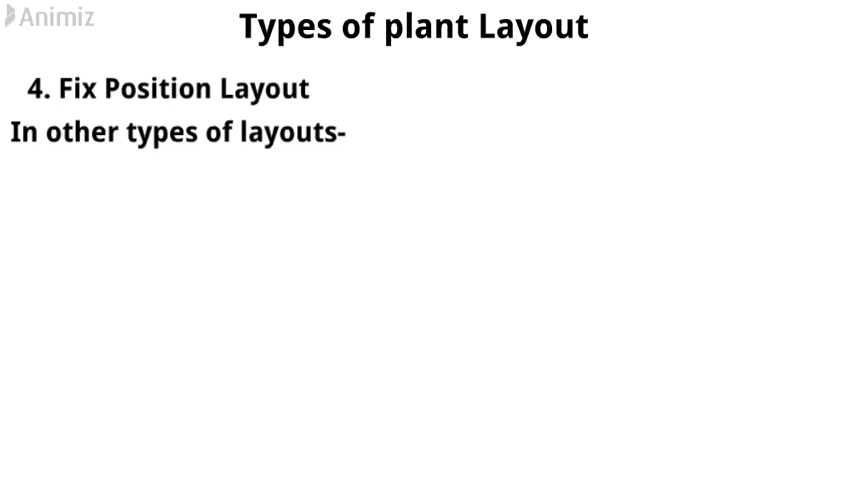 Animiz
Types of plant Layout
4. Fix Position Layout
In other types of layouts-